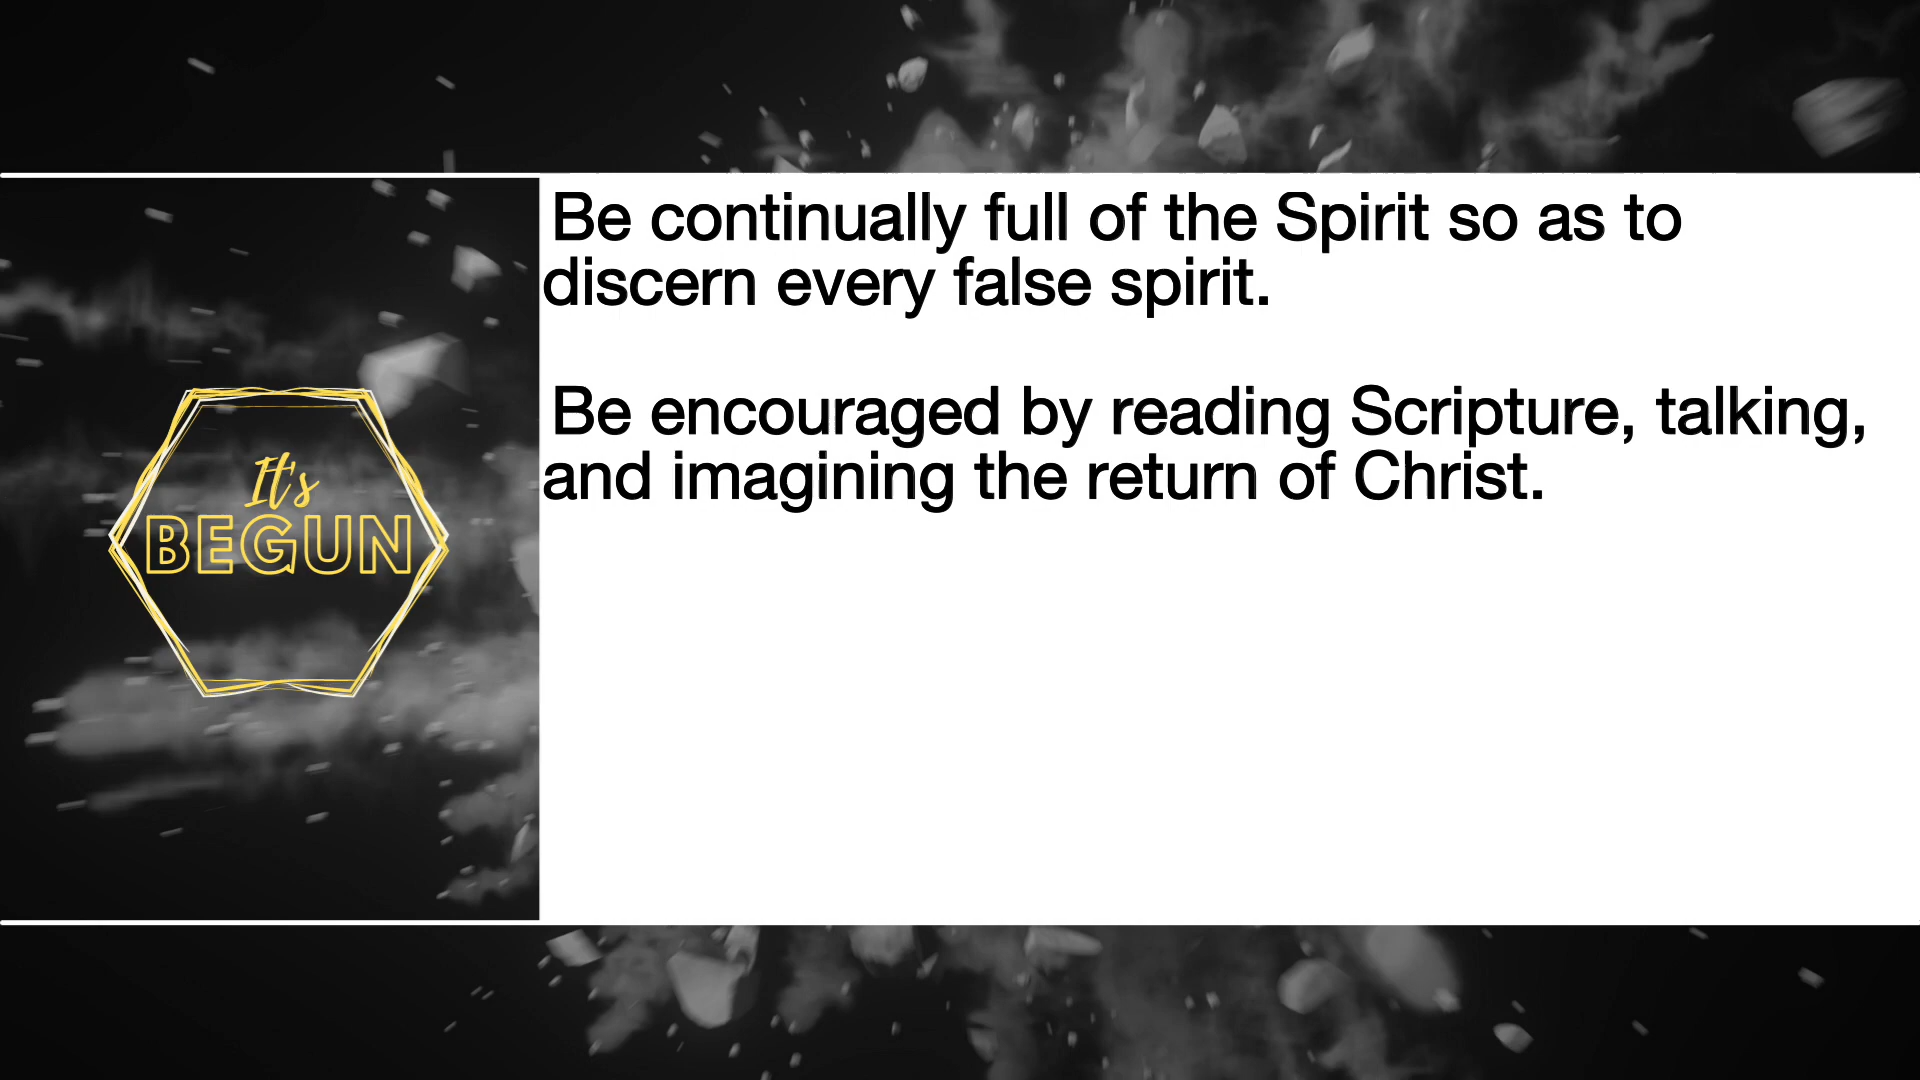 Be continually full of the Spirit so as to
discern every false spirit.
Be encouraged by reading Scripture, talking,
and imagining the return of Christ.
It's
BEGUN